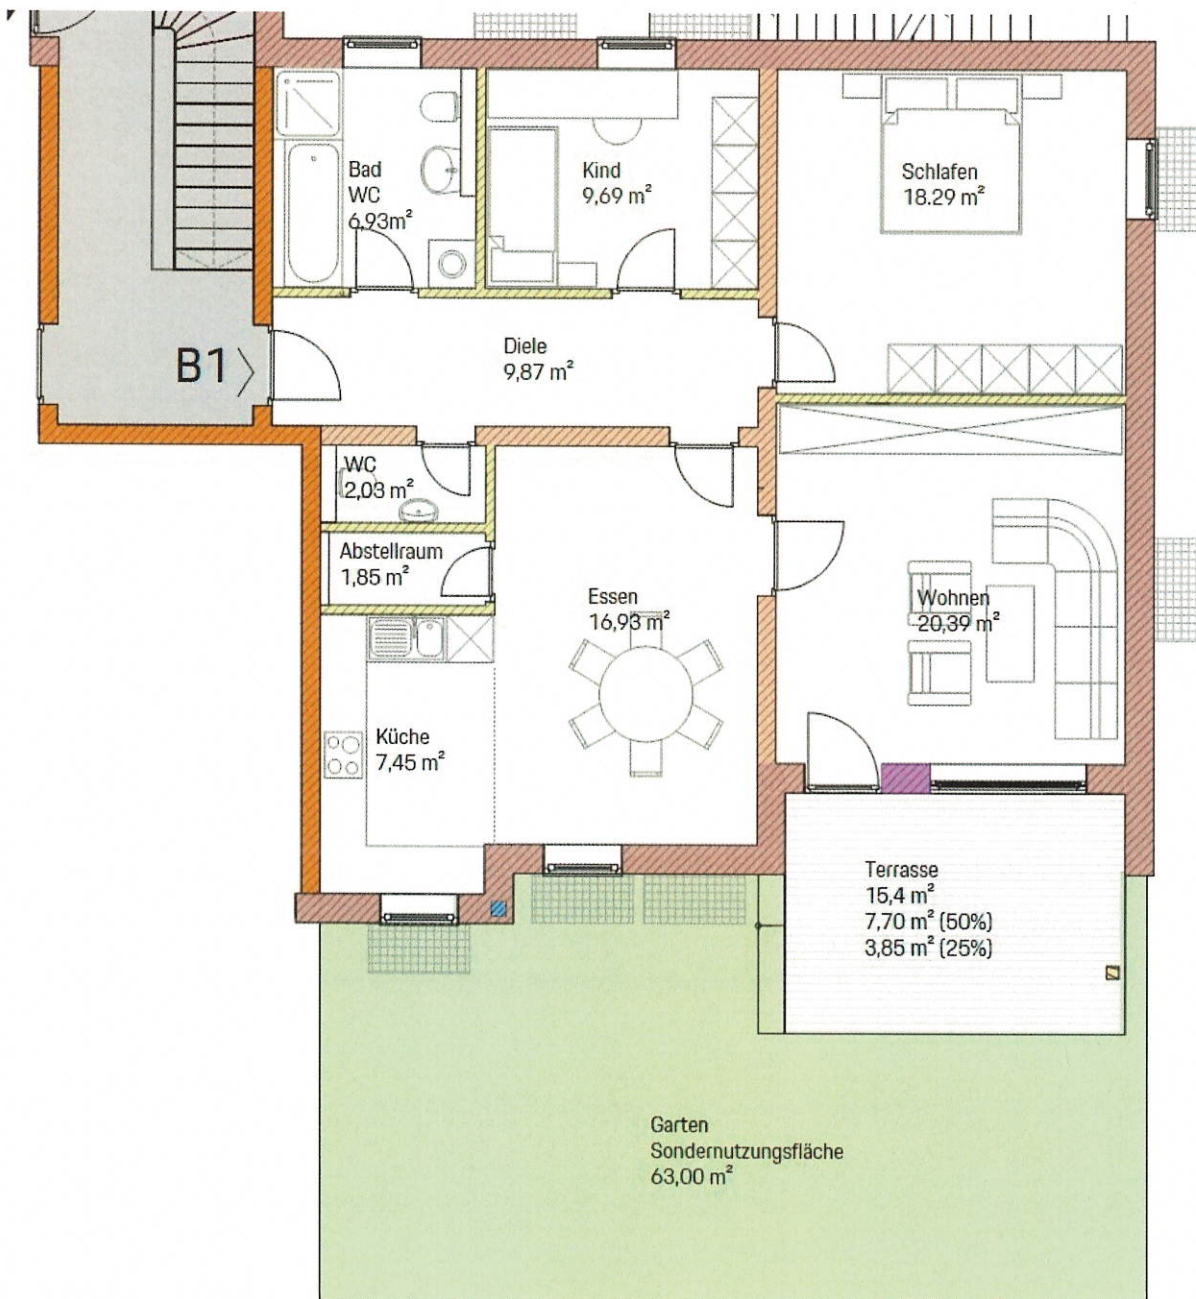 Bad
WC
6,93m²
Kind
9,69 m²
Schlafen
18.29 m²
B1
Diele
9,87 m²
WC
2,03 m²
Abstellraum
1,85 m²
Essen
16,93 m²
Wohnen
20,39 m²
Küche
7,45 m²
Terrasse
15,4 m²
7,70 m² (50%)
3,85 m² (25%)
Garten
Sondernutzungsfläche
63,00 m²